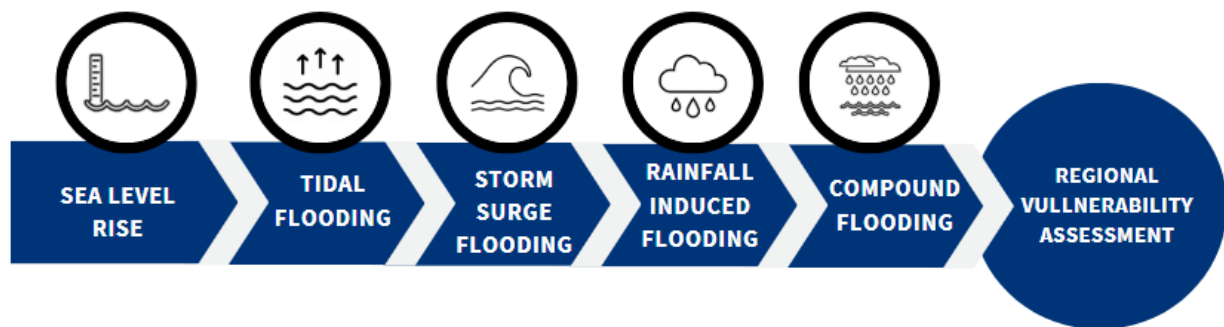 SEA LEVEL
RISE
TIDAL
FLOODING
STORM
SURGE
FLOODING
RAINFALL
INDUCED
FLOODING
COMPOUND
FLOODING
REGIONAL
VULLNERABILITY
ASSESSMENT